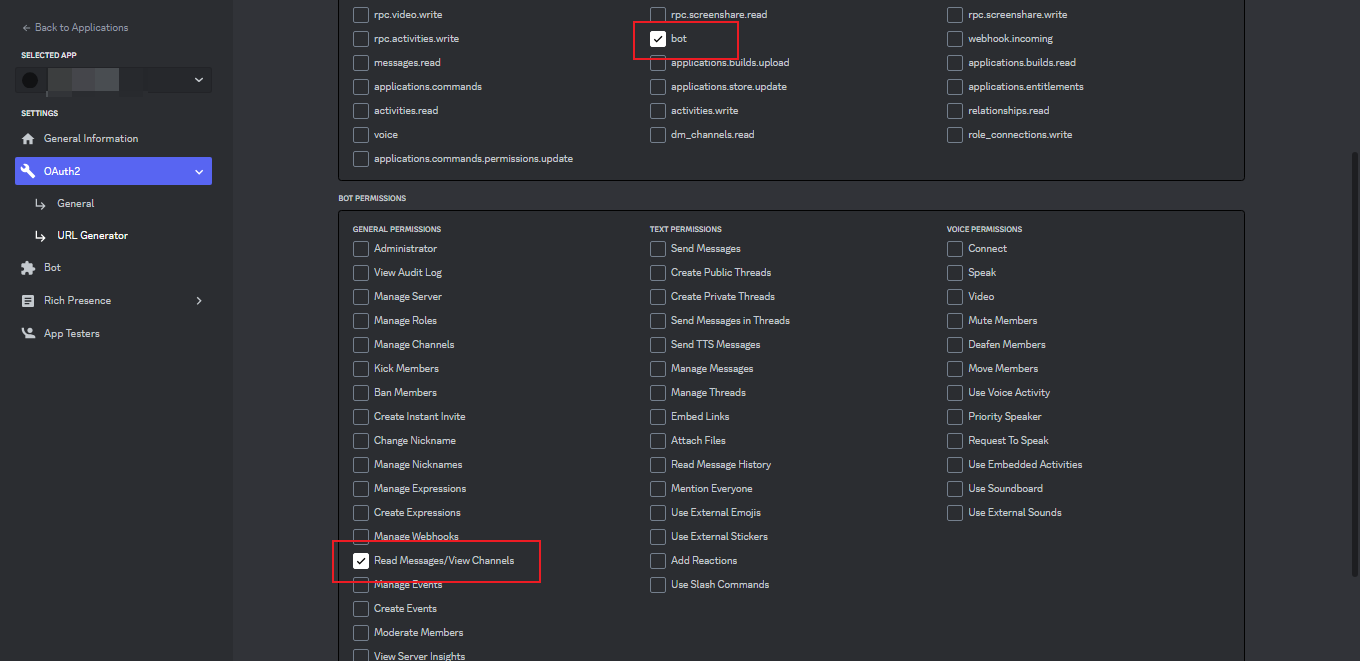 ← Back to Applications
SELECTED APP
SETTINGS
General Information
OAuth2
General
URL Generator
Bot
Rich Presence
App Testers
rpc.video.write
rpc.screenshare.read
rpc.screenshare.write
rpc.activities.write
bot
webhook.incoming
messages.read
applications.builds.upload
applications.builds.read
applications.commands
applications.store.update
applications.entitlements
activities.read
activities.write
relationships.read
voice
dm_channels.read
role_connections.write
applications.commands.permissions.update
BOT PERMISSIONS
GENERAL PERMISSIONS
Administrator
View Audit Log
Manage Server
Manage Roles
Manage Channels
Kick Members
Ban Members
Create Instant Invite
Change Nickname
Manage Nicknames
Manage Expressions
Create Expressions
Manage Webhooks
Read Messages/View Channels
Manage Events
Create Events
Moderate Members
View Server Insights
TEXT PERMISSIONS
Send Messages
Create Public Threads
Create Private Threads
Send Messages in Threads
Send TTS Messages
Manage Messages
Manage Threads
Embed Links
Attach Files
Read Message History
Mention Everyone
Use External Emojis
Use External Stickers
Add Reactions
Use Slash Commands
VOICE PERMISSIONS
Connect
Speak
Video
Mute Members
Deafen Members
Move Members
Use Voice Activity
Priority Speaker
Request To Speak
Use Embedded Activities
Use Soundboard
Use External Sounds